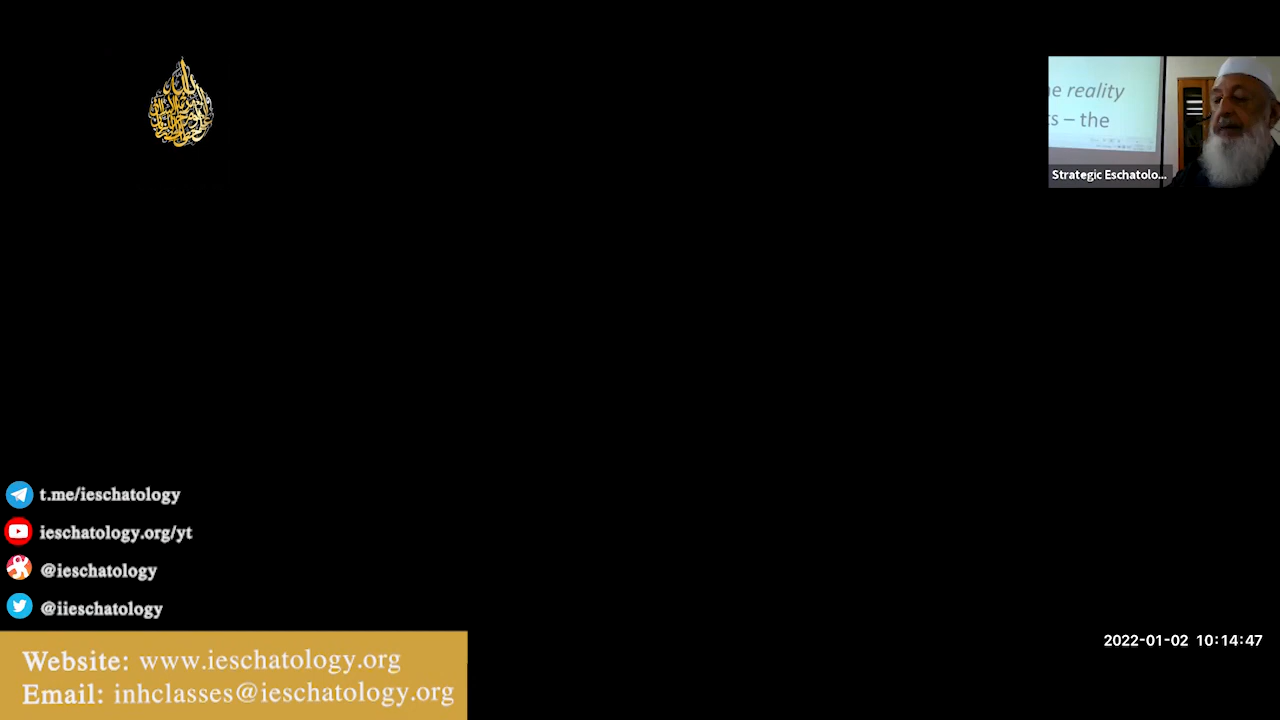 e reality
s – the
Strategic Eschatolo...
t.me/ieschatology
ieschatology.org/yt
@ieschatology
@iieschatology
2022-01-02 10:14:47
Website: www.ieschatology.org
Email: inhclasses@ieschatology.org